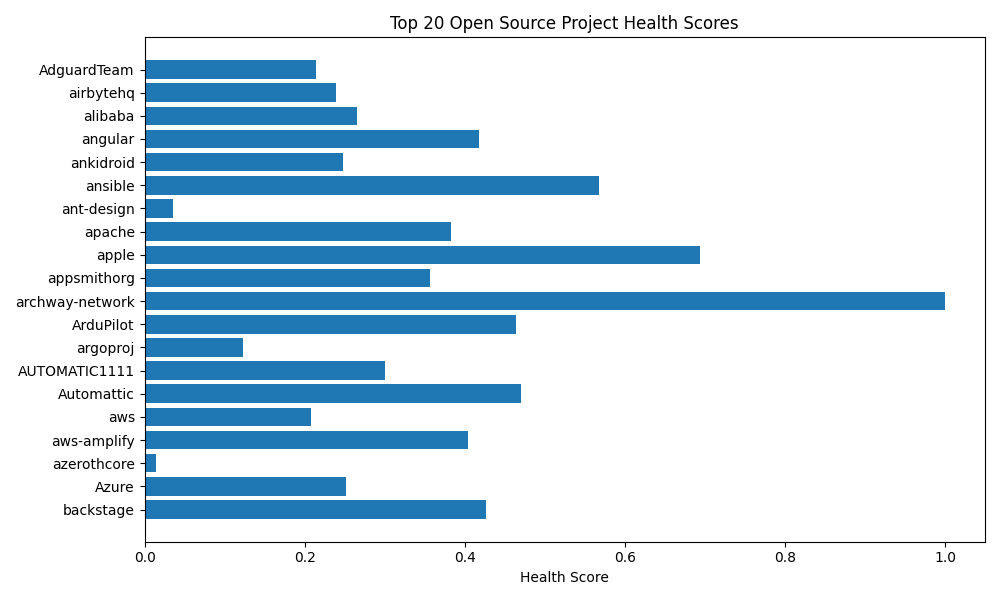 Top 20 Open Source Project Health Scores
AdguardTeam
airbytehq
alibaba
angular
ankidroid
ansible
ant-design
apache
apple
appsmithorg
archway-network
ArduPilot
argoproj
AUTOMATIC1111
Automattic
aws
aws-amplify
azerothcore
Azure
backstage
0.0 0.2 0.4 0.6 0.8 1.0
Health Score